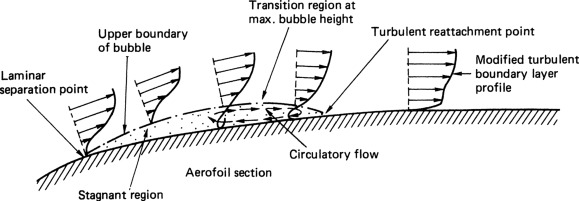 Transition region at
max. bubble height
Upper boundary
of bubble
Turbulent reattachment point
Laminar
separation point
Modified turbulent
boundary layer
profile
Circulatory flow
Aerofoil section
Stagnant region